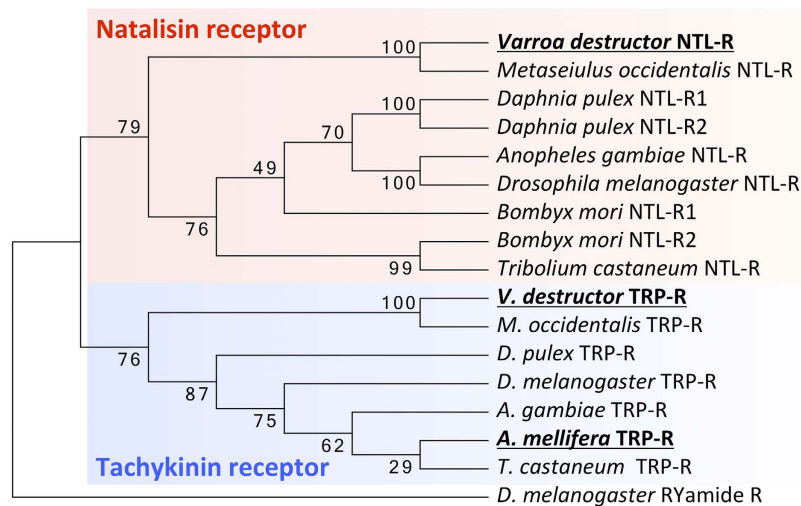 Natalisin receptor
100
Varroa destructor NTL-R
Metaseiulus occidentalis NTL-R
79
100
Daphnia pulex NTL-R1
70
Daphnia pulex NTL-R2
49
Anopheles gambiae NTL-R
100
Drosophila melanogaster NTL-R
76
Bombyx mori NTL-R1
Bombyx mori NTL-R2
99
Tribolium castaneum NTL-R
100
V. destructor TRP-R
M. occidentalis TRP-R
76
D. pulex TRP-R
87
D. melanogaster TRP-R
75
A. gambiae TRP-R
62
A. mellifera TRP-R
Tachykinin receptor
29
T. castaneum TRP-R
D. melanogaster RYamide R